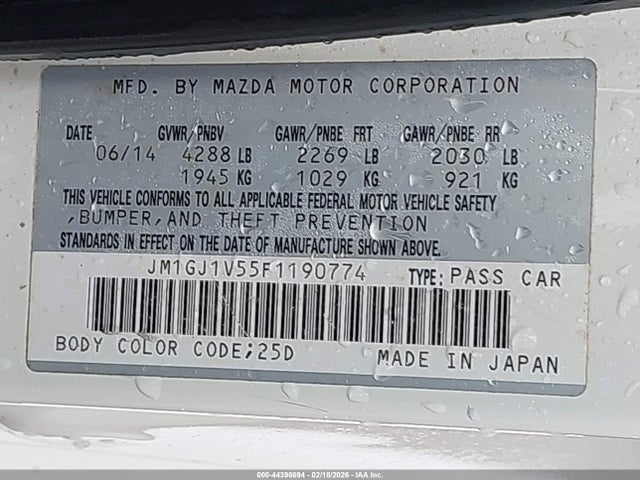 MFD. BY MAZDA MOTOR CORPORATION
DATE GVWR/PNBV GAWR/PNBE FRT GAWR/PNBE RR
06/14 4288 LB 2269 LB 2030 LB
1945 KG 1029 KG 921 KG
THIS VEHICLE CONFORMS TO ALL APPLICABLE FEDERAL MOTOR VEHICLE SAFETY
,BUMPER,AND THEFT PREVENTION
STANDARDS IN EFFECT ON THE DATE OF MANUFACTURE SHOWN ABOVE.
JM1GJ1V55F1190774 TYPE: PASS CAR
BODY COLOR CODE;25D MADE IN JAPAN
000-44398694 - 02/18/2026 - IAA Inc.